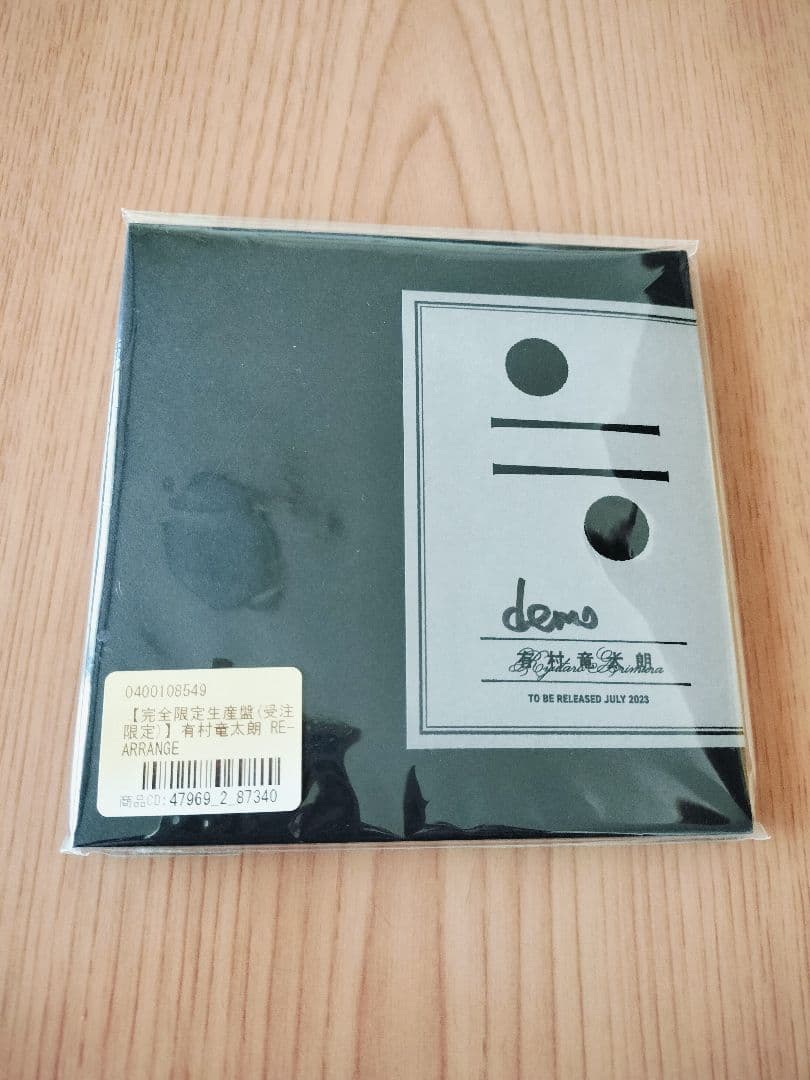 demo
有村竜太朗
Ryutaro Arimura
TO BE RELEASED JULY 2023
0400108549
【完全限定生産盤(受注
限定)】有村竜太朗 RE-
ARRANGE
商品CD:47969_2_87340